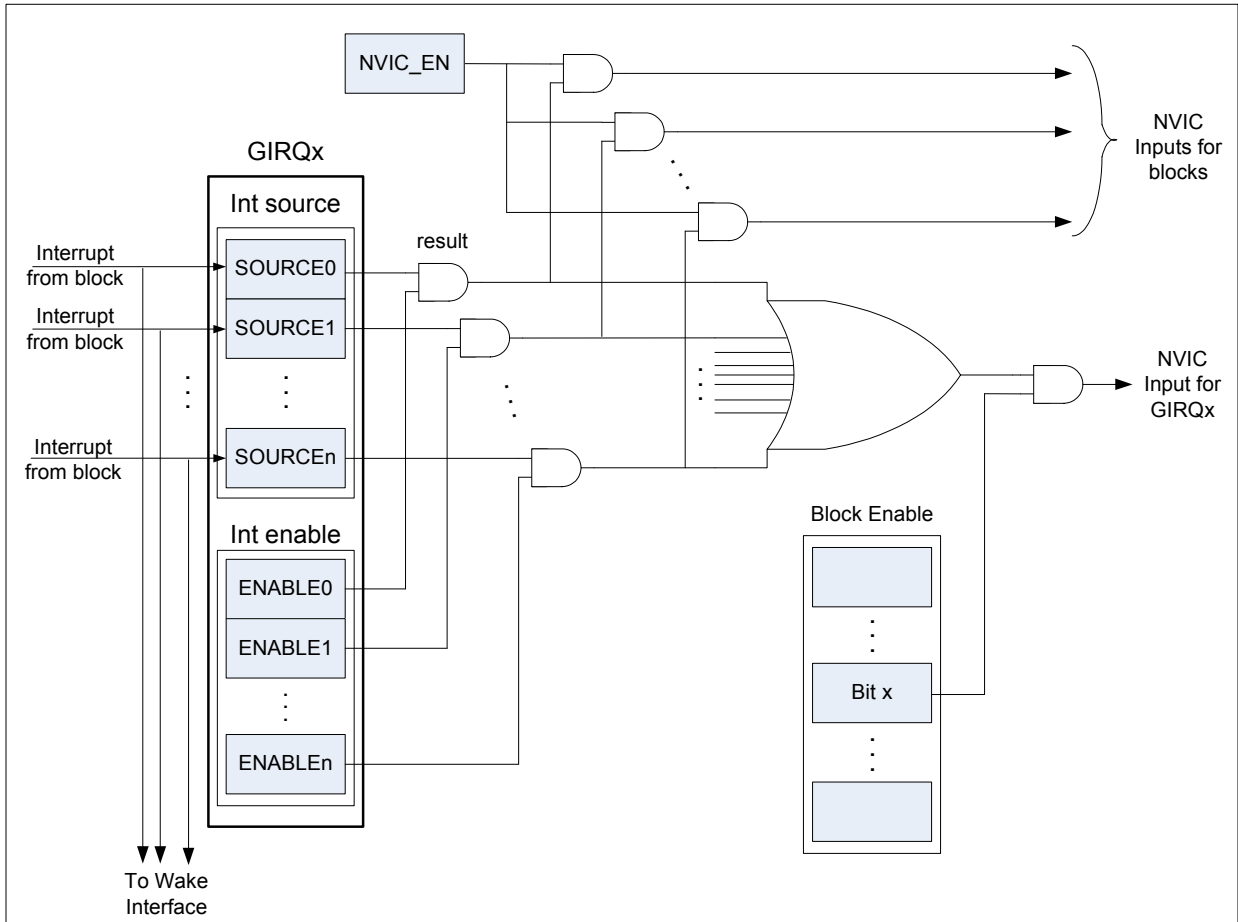 NVIC_EN
NVIC
Inputs for
blocks
GIRQx
Int source
result
Interrupt
from block
SOURCE0
Interrupt
from block
SOURCE1
NVIC
Input for
GIRQx
Interrupt
from block
SOURCEn
Block Enable
Int enable
ENABLE0
ENABLE1
Bit x
ENABLEn
To Wake
Interface